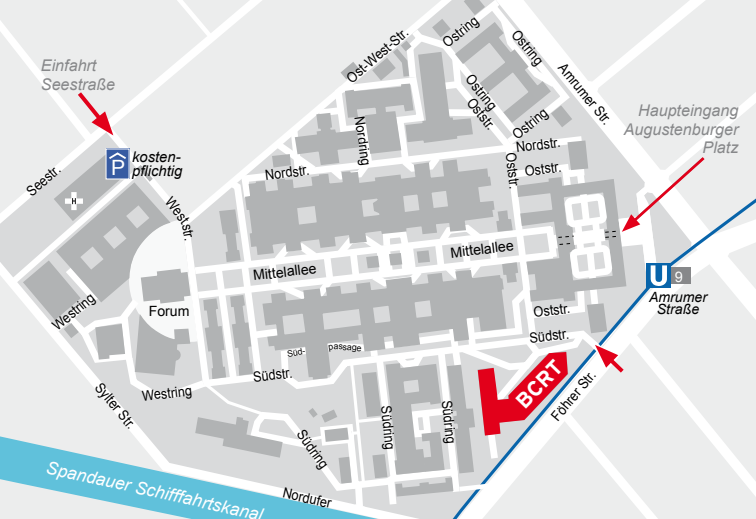 Ost-West-Str.
Ostring
Ostring
Amrumer Str.
Einfahrt
Seestraße
Ostring
Oststr.
Ostring
Haupteingang
Augustenburger
Platz
P
kosten-
pflichtig
Nordring
Nordstr.
Seestr.
Nordstr.
Oststr.
Oststr.
H
Weststr.
Mittelallee
Mittelallee
U 9
Amrumer
Straße
Westring
Forum
Oststr.
Südstr.
Süd-
passage
Südstr.
BCRT
Westring
Sylter Str.
Föhrer Str.
Südring
Südring
Südring
Spandauer Schifffahrtskanal
Nordufer